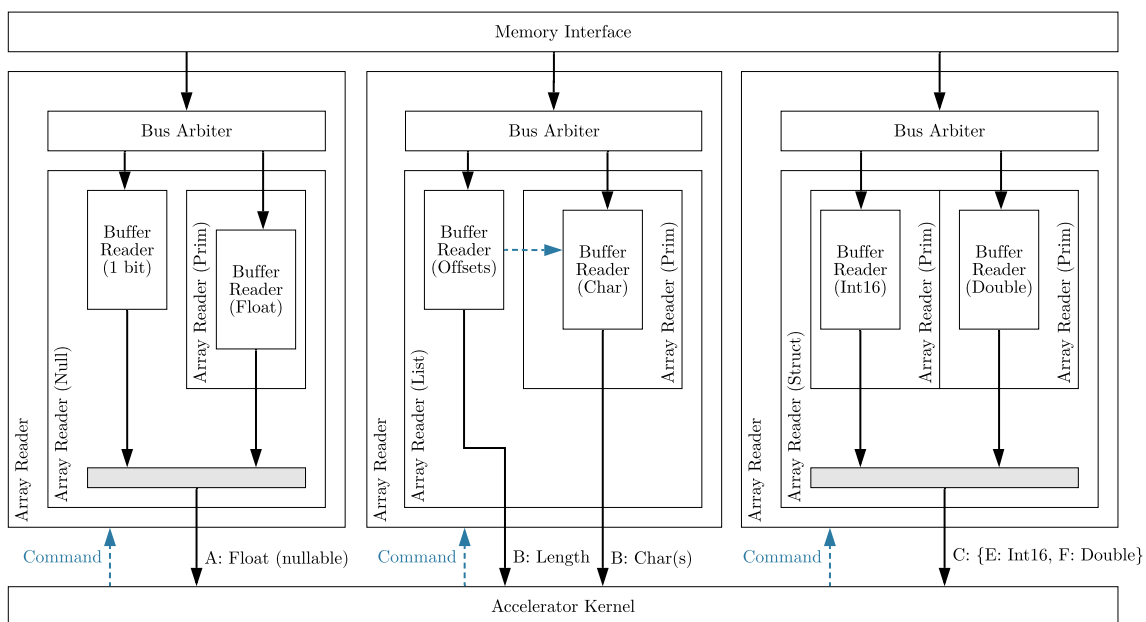 Memory Interface
Bus Arbiter
Buffer
Reader
(1 bit)
Buffer
Reader
(Float)
Array Reader (Prim)
Array Reader (Null)
Array Reader
Bus Arbiter
Buffer
Reader
(Offsets)
Buffer
Reader
(Char)
Array Reader (Prim)
Array Reader (List)
Array Reader
Bus Arbiter
Buffer
Reader
(Int16)
Array Reader (Prim)
Buffer
Reader
(Double)
Array Reader (Prim)
Array Reader (Struct)
Array Reader
Command
A: Float (nullable)
Command
B: Length
B: Char(s)
Command
C: {E: Int16, F: Double}
Accelerator Kernel